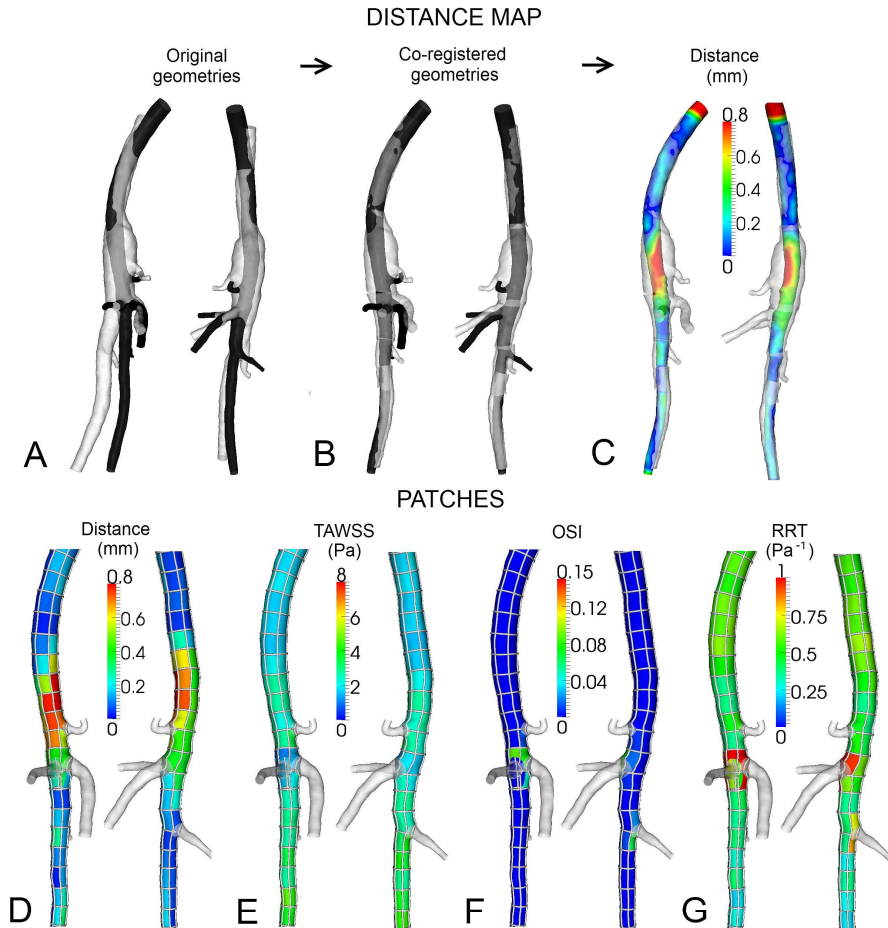 DISTANCE MAP
Original
geometries
Co-registered
geometries
Distance
(mm)
0.8
0.6
0.4
0.2
0
A
B
C
PATCHES
Distance
(mm)
0.8
0.6
0.4
0.2
0
TAWSS
(Pa)
8
6
4
2
0
OSI
0.15
0.12
0.08
0.04
0
RRT
(Pa⁻¹)
1
0.75
0.5
0.25
0
D
E
F
G